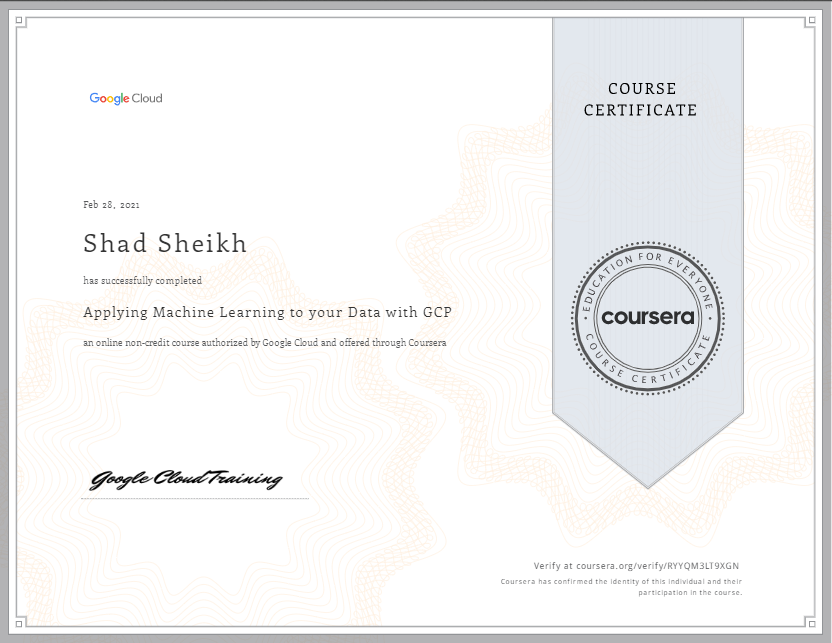 Google Cloud
COURSE
CERTIFICATE
Feb 28, 2021
Shad Sheikh
has successfully completed
Applying Machine Learning to your Data with GCP
an online non-credit course authorized by Google Cloud and offered through Coursera
EDUCATION FOR EVERYONE
coursera
COURSE CERTIFICATE
Google Cloud Training
Verify at coursera.org/verify/RYYQM3LT9XGN
Coursera has confirmed the identity of this individual and their
participation in the course.